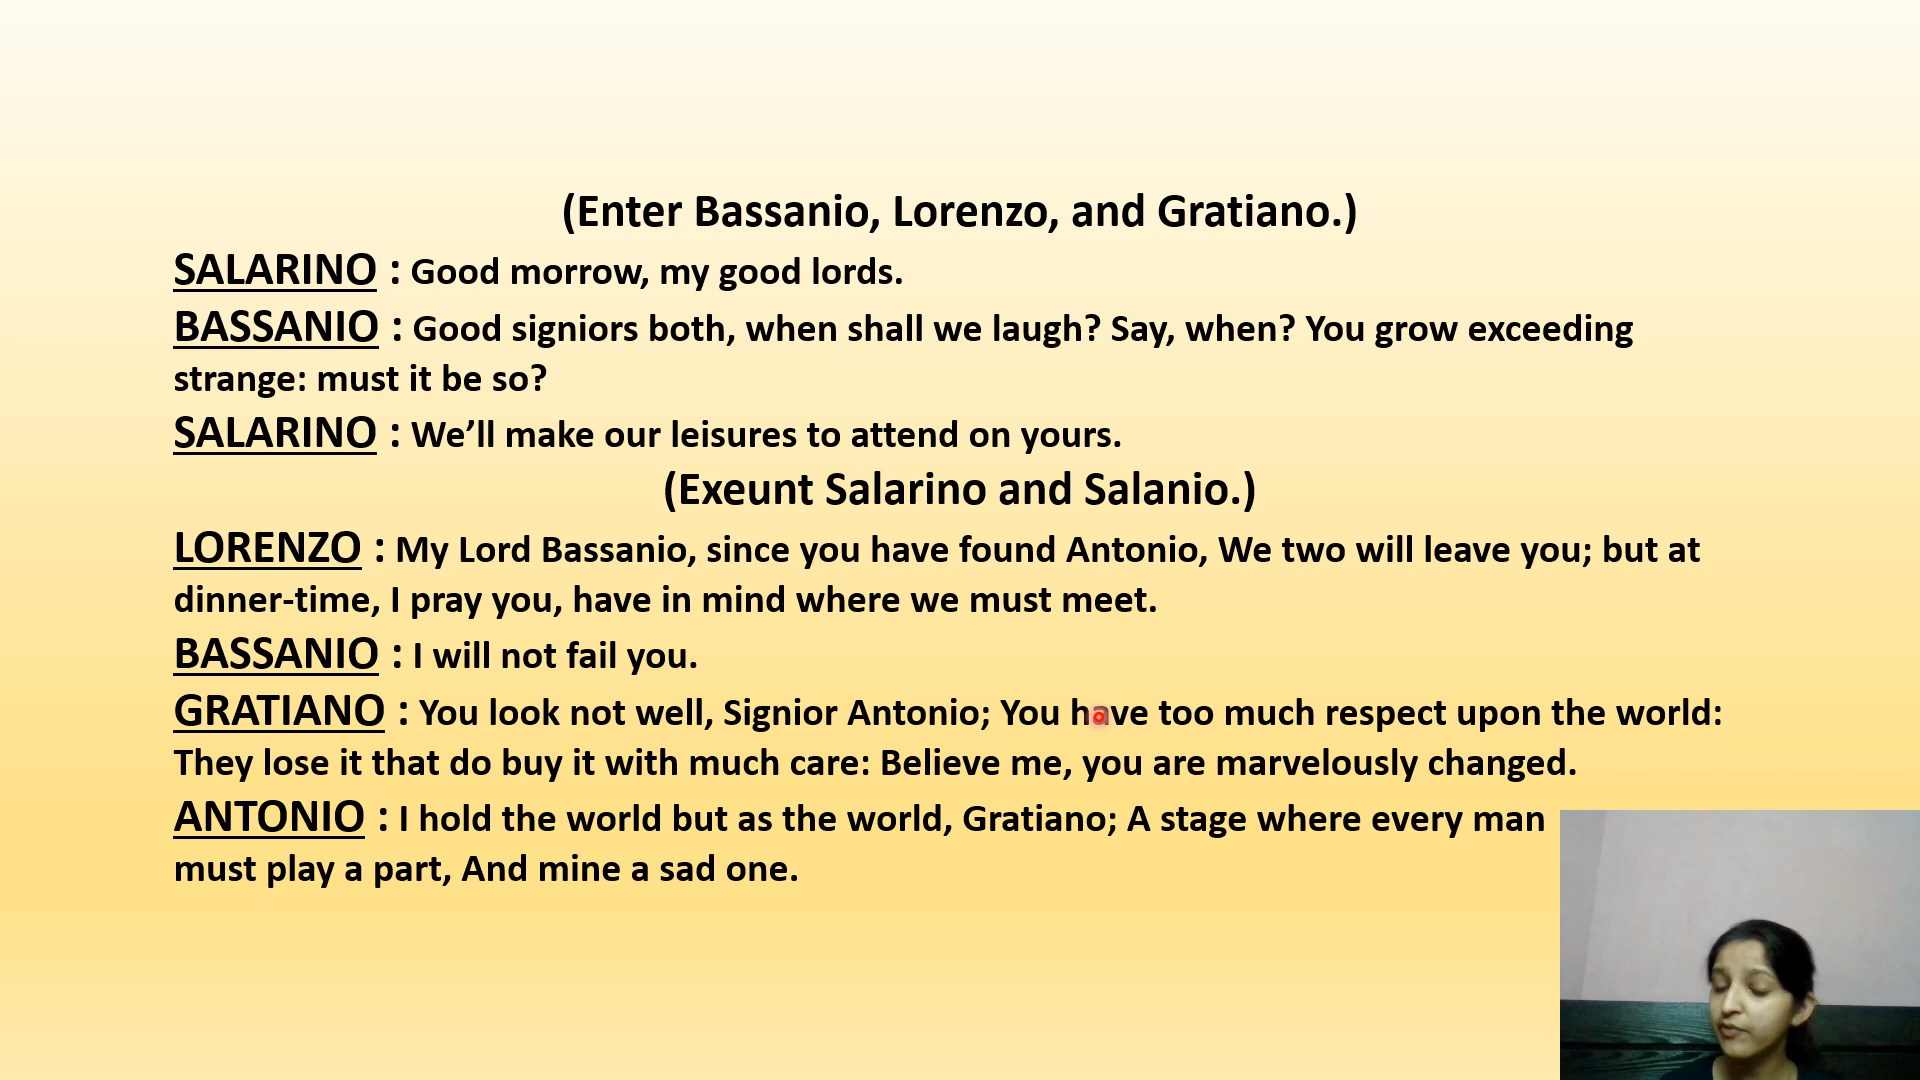 (Enter Bassanio, Lorenzo, and Gratiano.)
SALARINO : Good morrow, my good lords.
BASSANIO : Good signiors both, when shall we laugh? Say, when? You grow exceeding
strange: must it be so?
SALARINO : We’ll make our leisures to attend on yours.
(Exeunt Salarino and Salanio.)
LORENZO : My Lord Bassanio, since you have found Antonio, We two will leave you; but at
dinner-time, I pray you, have in mind where we must meet.
BASSANIO : I will not fail you.
GRATIANO : You look not well, Signior Antonio; You have too much respect upon the world:
They lose it that do buy it with much care: Believe me, you are marvelously changed.
ANTONIO : I hold the world but as the world, Gratiano; A stage where every man
must play a part, And mine a sad one.